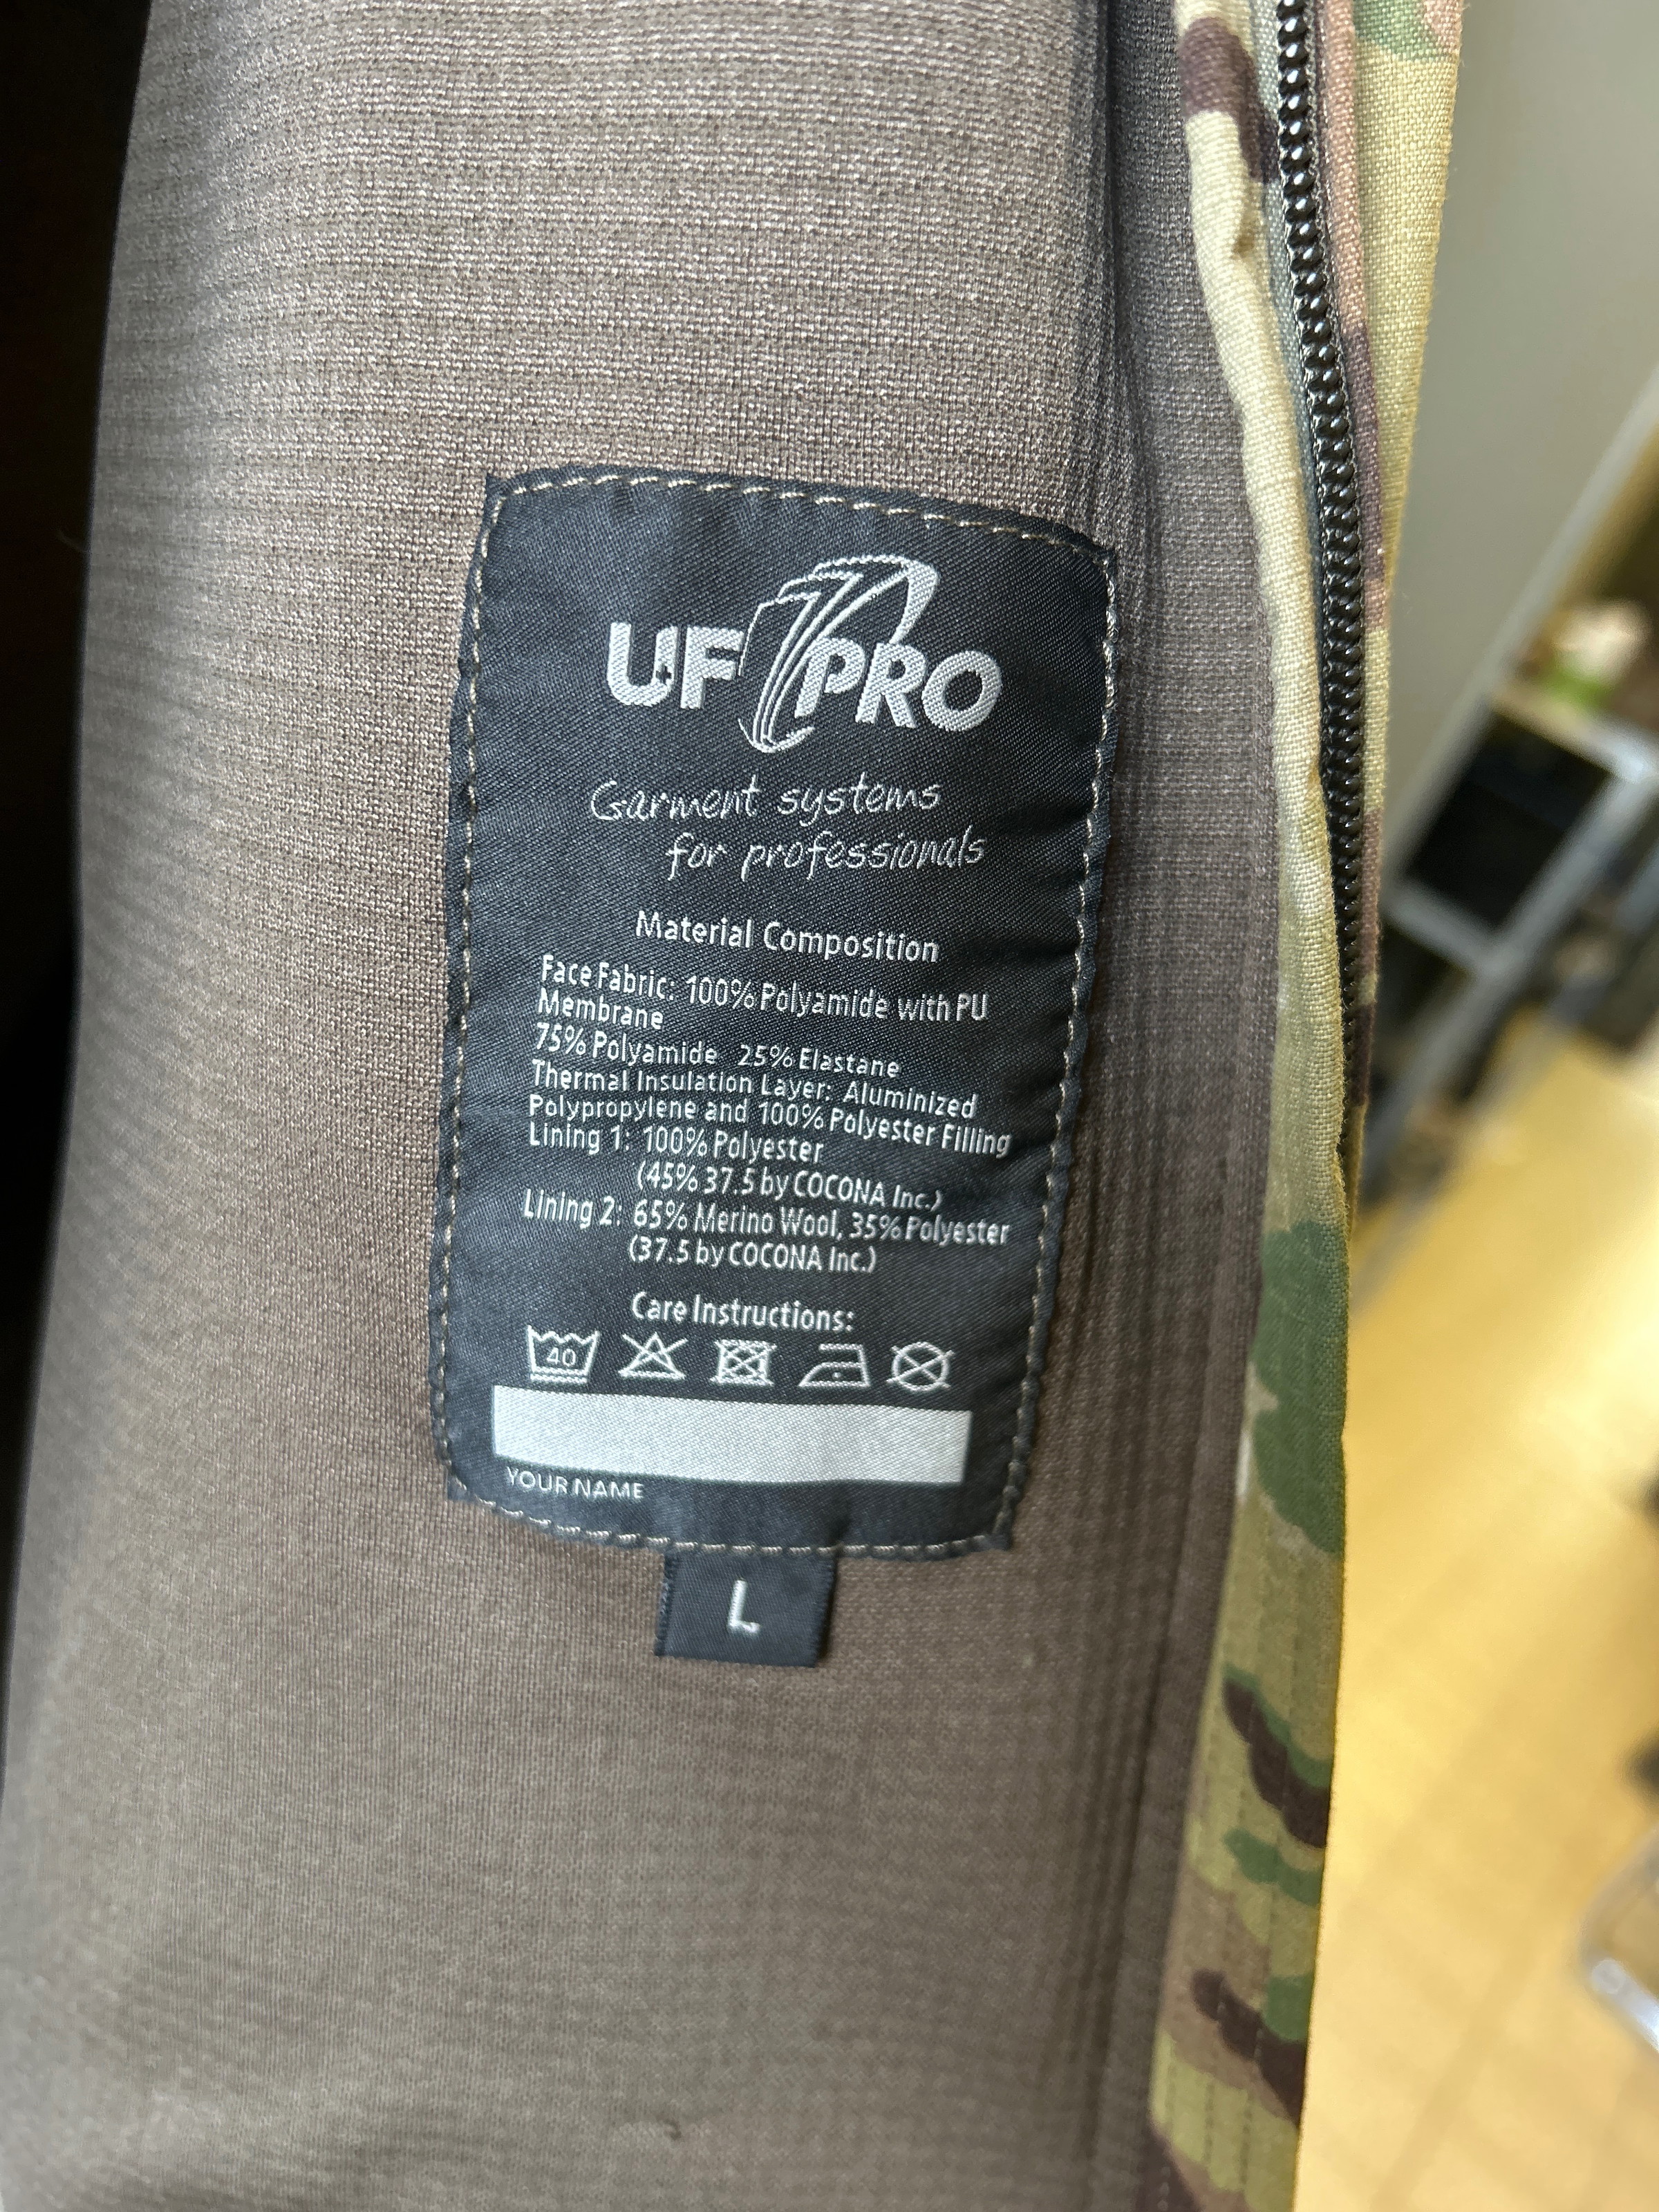 UF PRO
Garment systems
for professionals
Material Composition
Face Fabric: 100% Polyamide with PU
Membrane
75% Polyamide 25% Elastane
Thermal Insulation Layer: Aluminized
Polypropylene and 100% Polyester Filling
Lining 1: 100% Polyester
(45% 37.5 by COCONA Inc.)
Lining 2: 65% Merino Wool, 35% Polyester
(37.5 by COCONA Inc.)
Care Instructions:
40
YOUR NAME
L